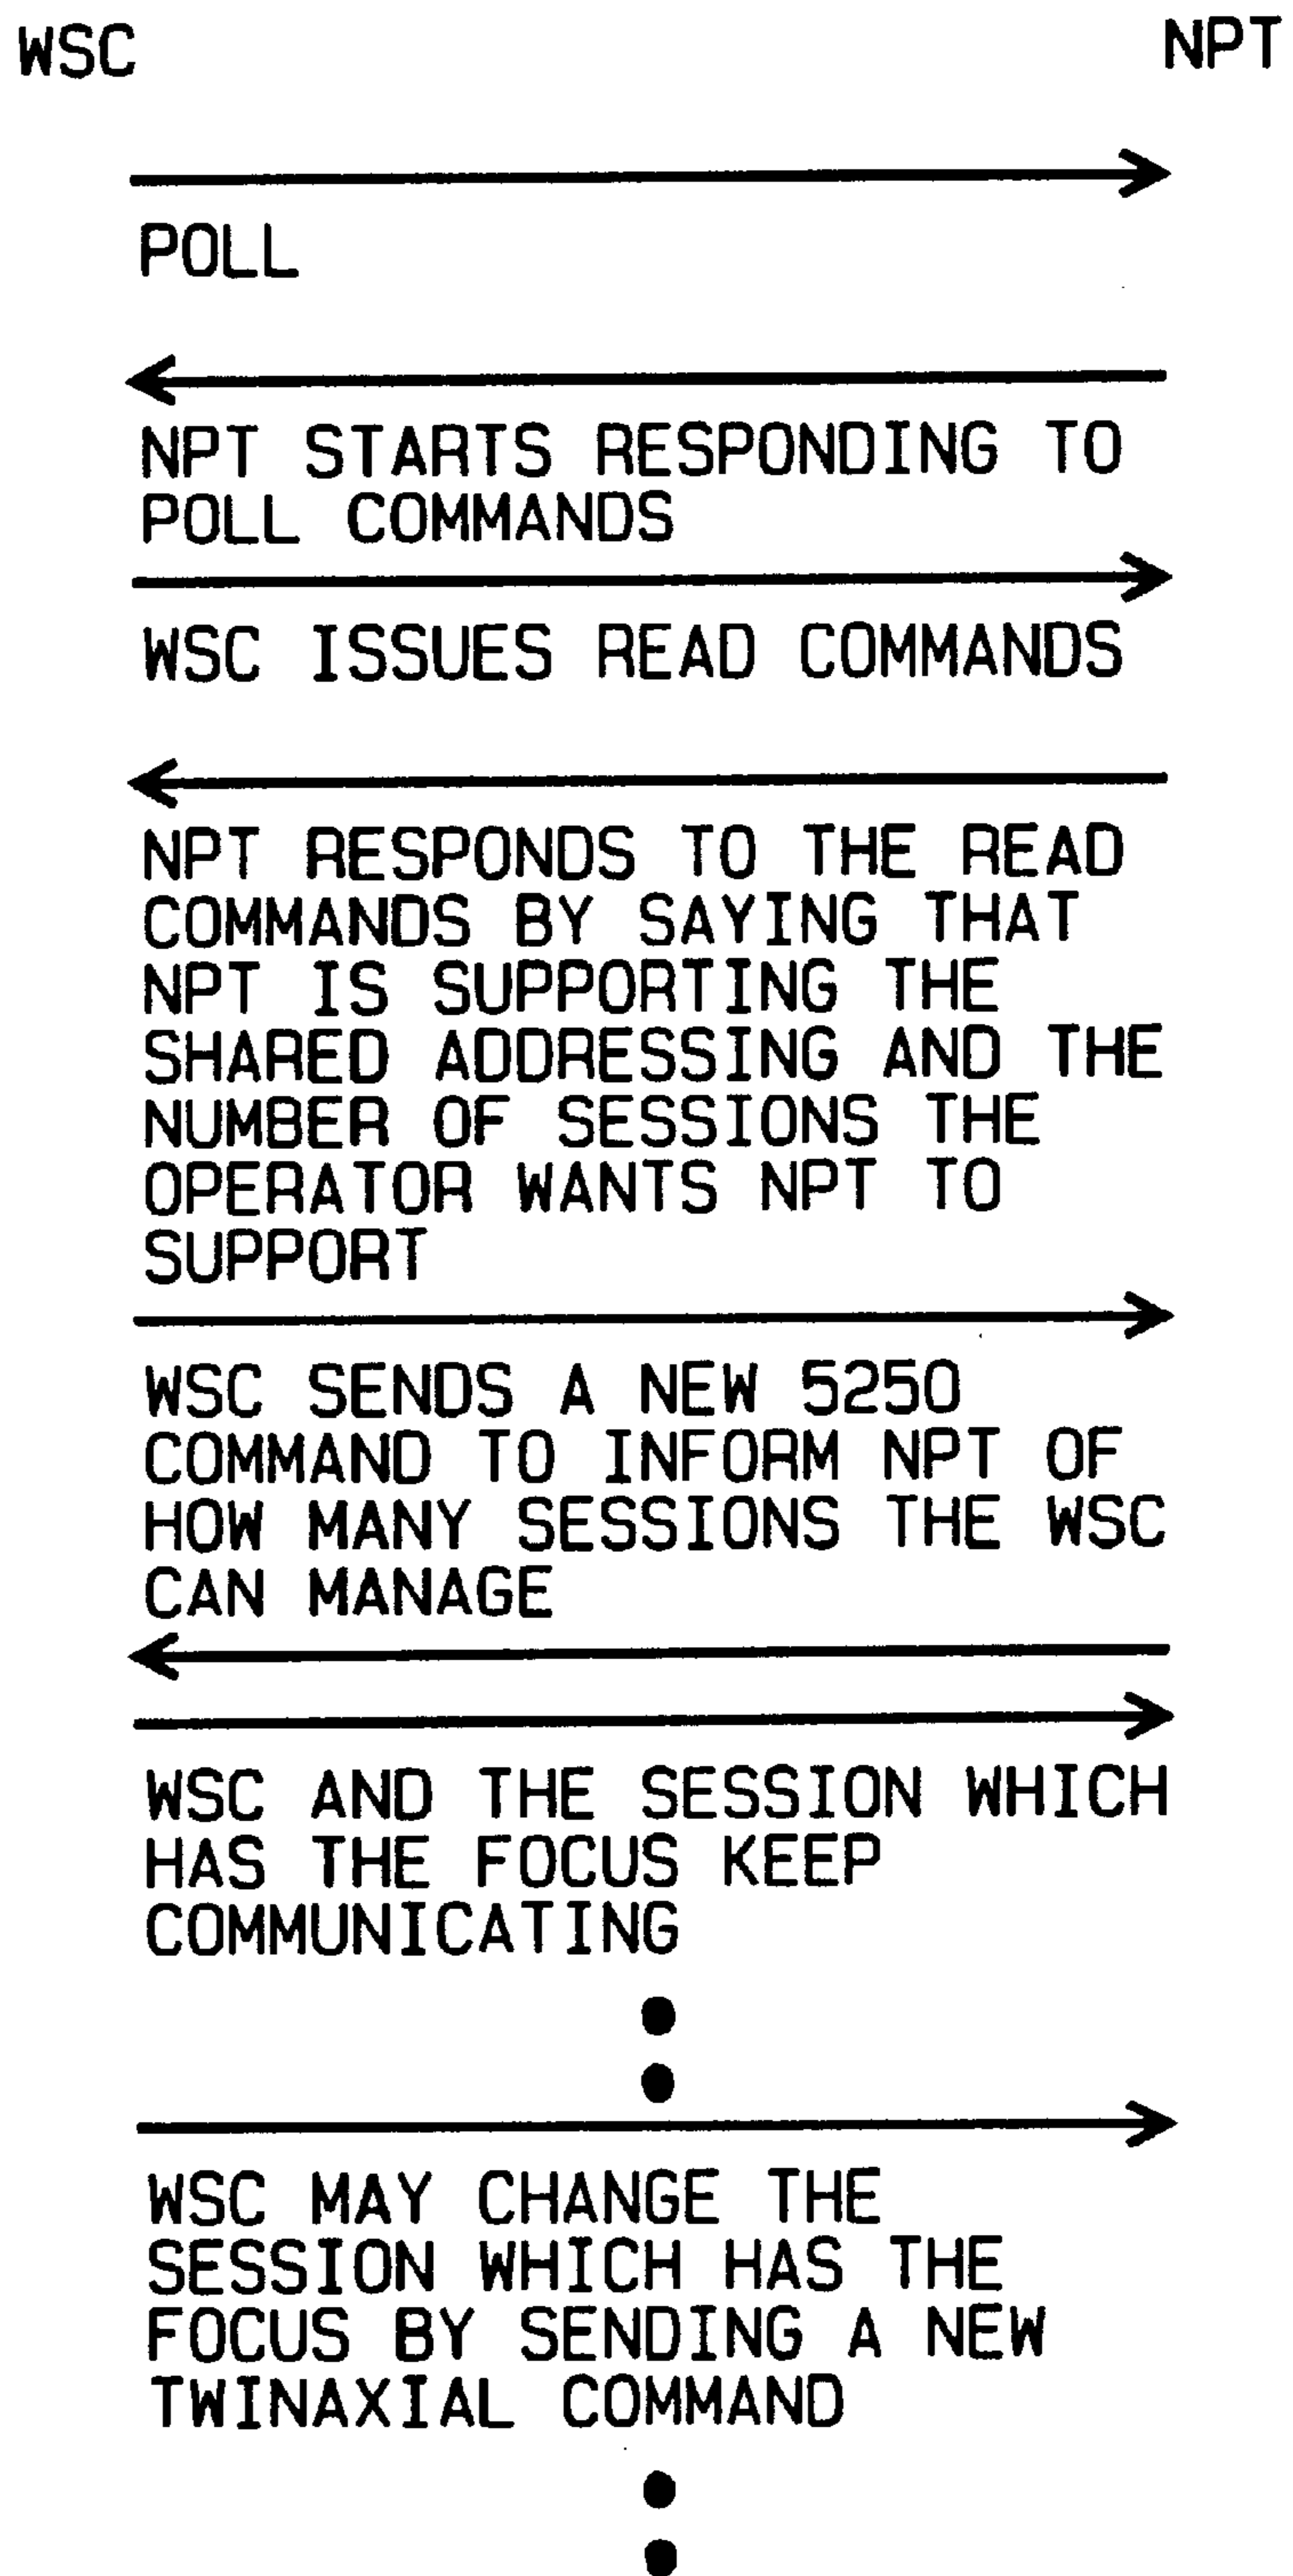 WSC NPT
POLL
NPT STARTS RESPONDING TO
POLL COMMANDS
WSC ISSUES READ COMMANDS
NPT RESPONDS TO THE READ
COMMANDS BY SAYING THAT
NPT IS SUPPORTING THE
SHARED ADDRESSING AND THE
NUMBER OF SESSIONS THE
OPERATOR WANTS NPT TO
SUPPORT
WSC SENDS A NEW 5250
COMMAND TO INFORM NPT OF
HOW MANY SESSIONS THE WSC
CAN MANAGE
WSC AND THE SESSION WHICH
HAS THE FOCUS KEEP
COMMUNICATING
WSC MAY CHANGE THE
SESSION WHICH HAS THE
FOCUS BY SENDING A NEW
TWINAXIAL COMMAND